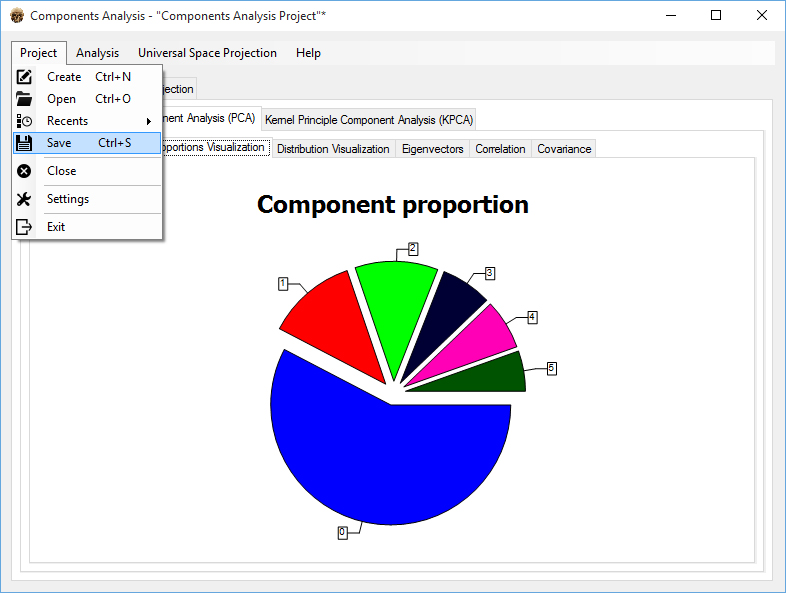 Components Analysis - "Components Analysis Project"*
Project Analysis Universal Space Projection Help
Create Ctrl+N
Open Ctrl+O
Recents
Save Ctrl+S
Close
Settings
Exit
jection
nent Analysis (PCA) Kernel Principle Component Analysis (KPCA)
oportions Visualization Distribution Visualization Eigenvectors Correlation Covariance
Component proportion
2
1
3
4
5
0